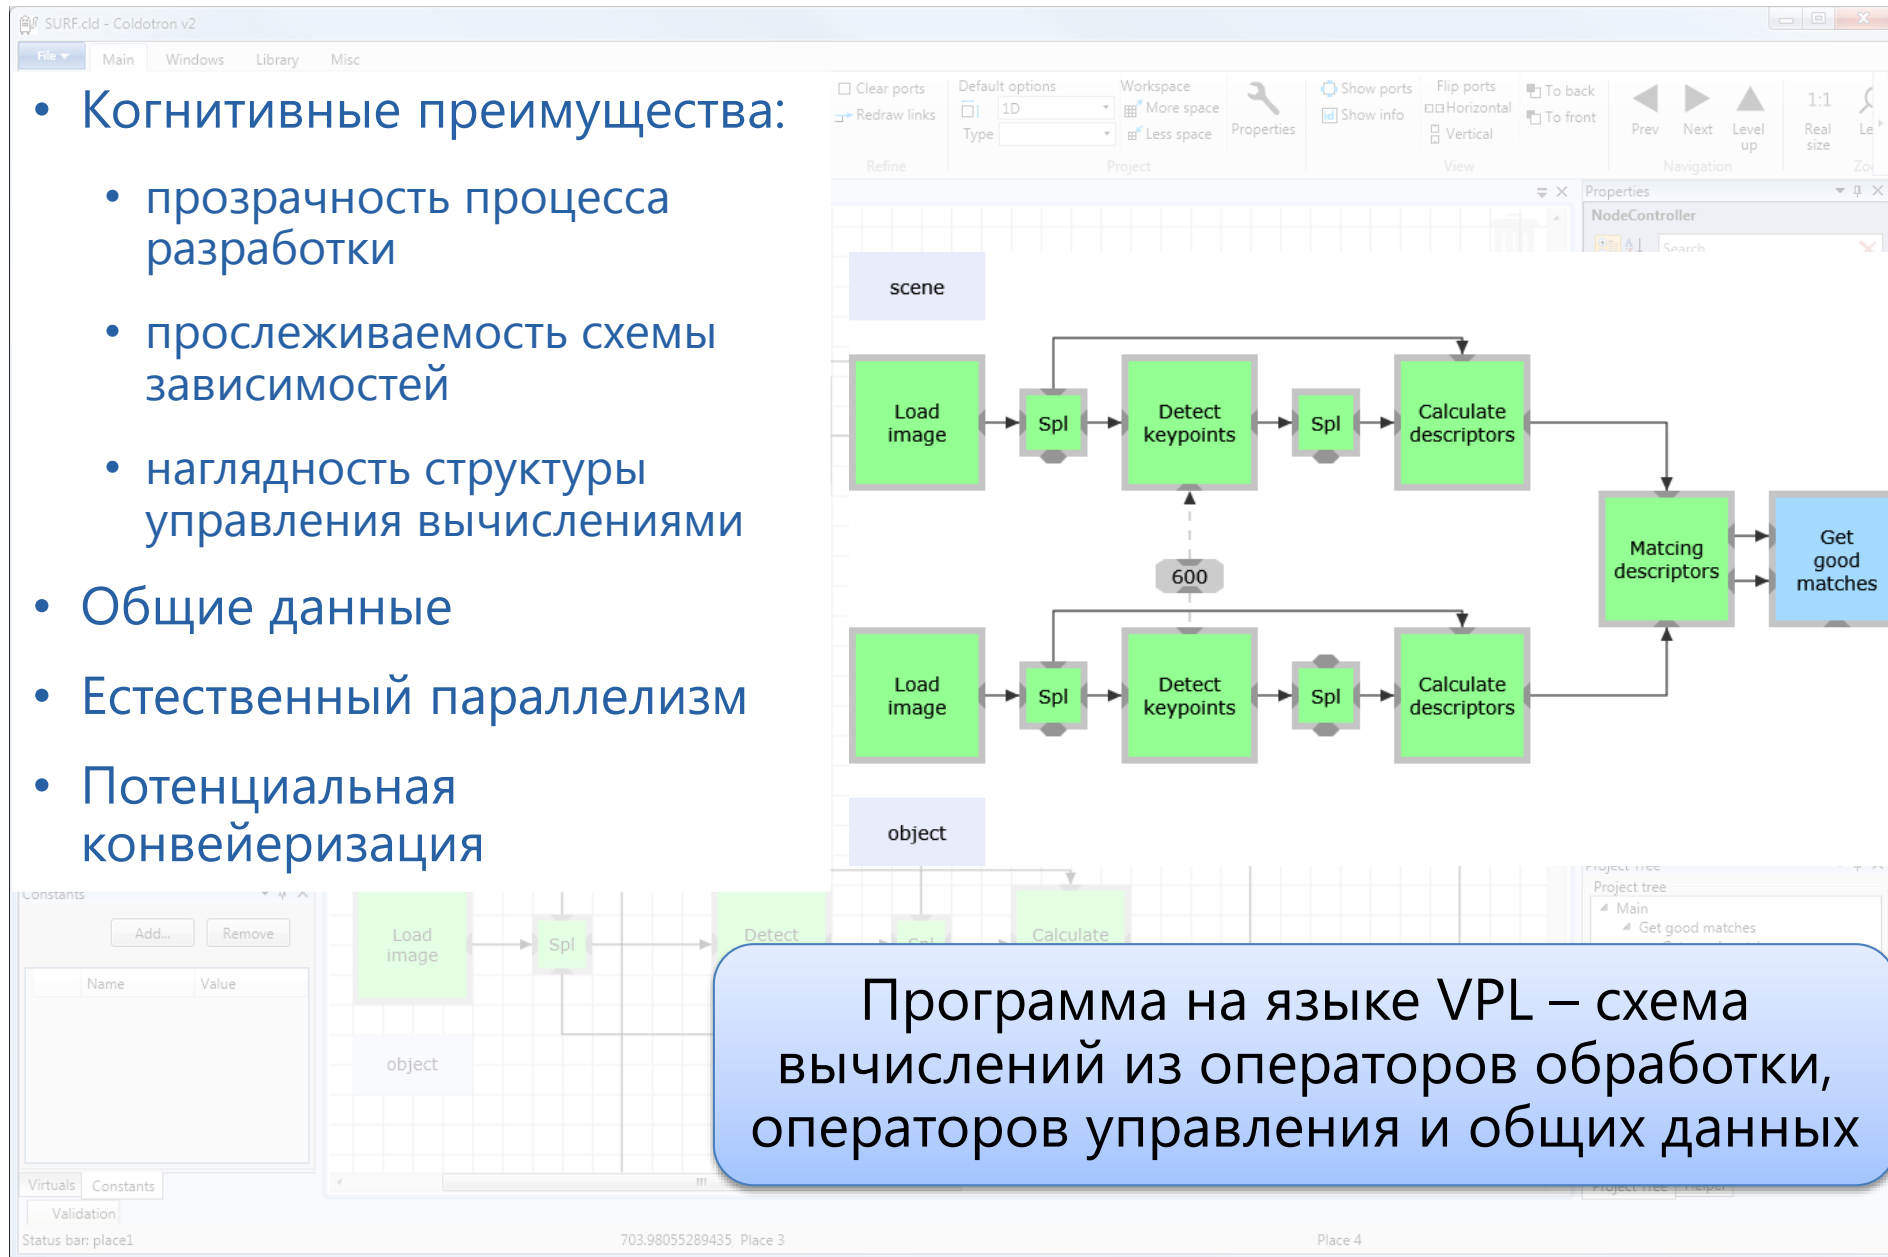 SURF.cld - Coldotron v2
File
Main
Windows
Library
Misc
Clear ports
Redraw links
Refine
Default options
1D
Type
Workspace
More space
Less space
Properties
Project
Show ports
Show info
Flip ports
Horizontal
Vertical
To back
To front
View
Prev
Next
Level
up
Navigation
1:1
Real
size
Properties
NodeController
Search
• Когнитивные преимущества:
• прозрачность процесса
разработки
• прослеживаемость схемы
зависимостей
• наглядность структуры
управления вычислениями
• Общие данные
• Естественный параллелизм
• Потенциальная
конвейеризация
scene
Load
image
Spl
Detect
keypoints
Spl
Calculate
descriptors
600
Matcing
descriptors
Get
good
matches
Load
image
Spl
Detect
keypoints
Spl
Calculate
descriptors
object
Constants
Add...
Remove
Name
Value
Load
image
Spl
Detect
Spl
Calculate
object
Project Tree
Project tree
Main
Get good matches
Программа на языке VPL – схема
вычислений из операторов обработки,
операторов управления и общих данных
Virtuals
Constants
Project Tree
Helper
Validation
Status bar: place1
703.98055289435, Place 3
Place 4